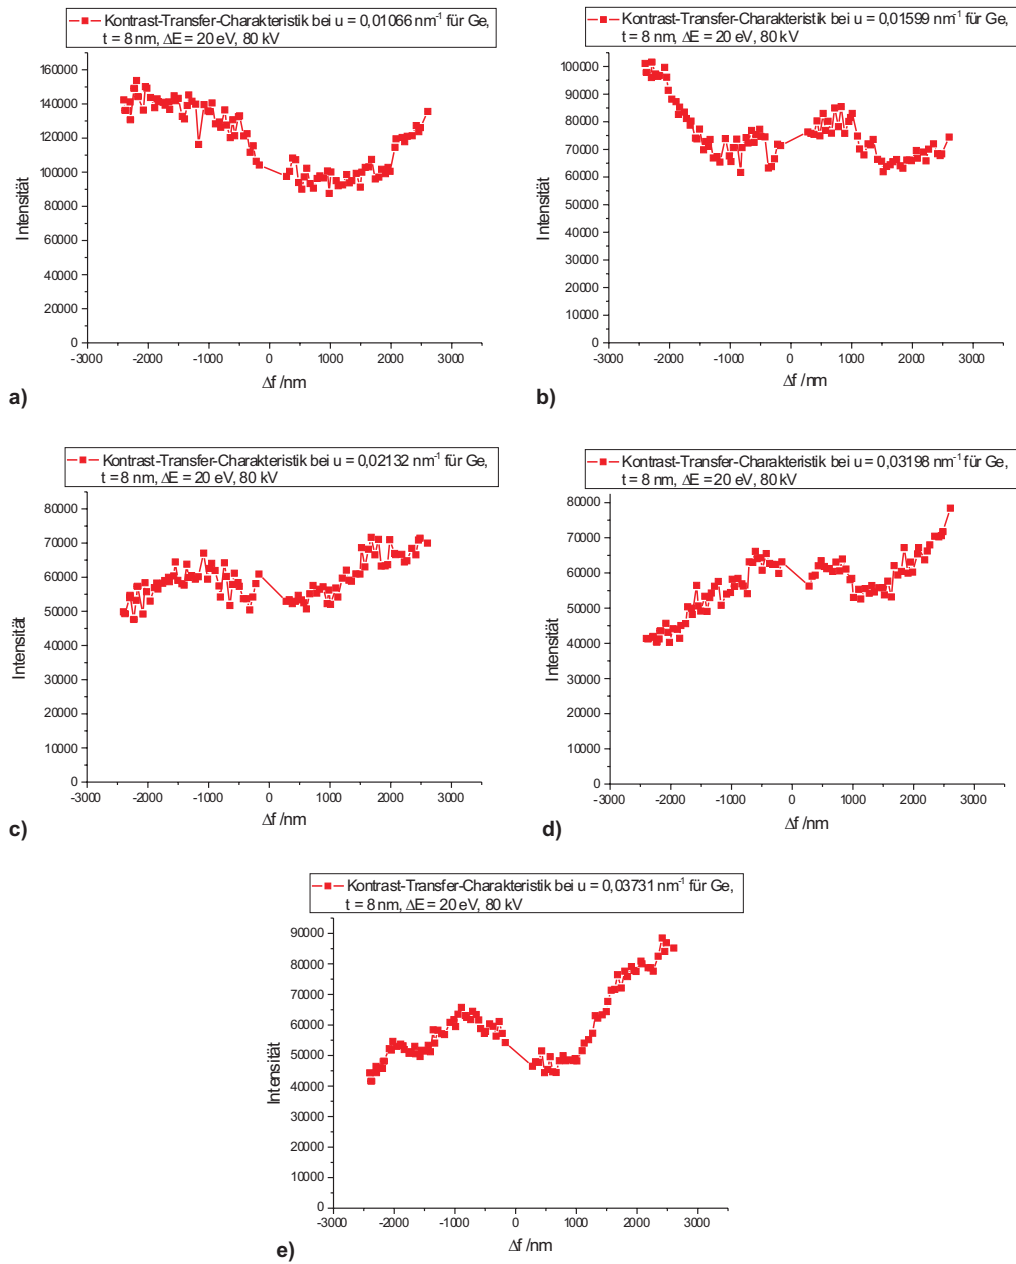 Kontrast-Transfer-Charakteristik bei u = 0,01066 nm⁻¹ für Ge,
t = 8 nm, ΔE = 20 eV, 80 kV
160000
140000
120000
100000
80000
60000
40000
20000
0
Intensität
-3000 -2000 -1000 0 1000 2000 3000
Δf /nm
a)
Kontrast-Transfer-Charakteristik bei u = 0,01599 nm⁻¹ für Ge,
t = 8 nm, ΔE = 20 eV, 80 kV
100000
90000
80000
70000
60000
50000
40000
30000
20000
10000
0
Intensität
-3000 -2000 -1000 0 1000 2000 3000
Δf /nm
b)
Kontrast-Transfer-Charakteristik bei u = 0,02132 nm⁻¹ für Ge,
t = 8 nm, ΔE = 20 eV, 80 kV
80000
70000
60000
50000
40000
30000
20000
10000
0
Intensität
-3000 -2000 -1000 0 1000 2000 3000
Δf /nm
c)
Kontrast-Transfer-Charakteristik bei u = 0,03198 nm⁻¹ für Ge,
t = 8 nm, ΔE = 20 eV, 80 kV
80000
70000
60000
50000
40000
30000
20000
10000
0
Intensität
-3000 -2000 -1000 0 1000 2000 3000
Δf /nm
d)
Kontrast-Transfer-Charakteristik bei u = 0,03731 nm⁻¹ für Ge,
t = 8 nm, ΔE = 20 eV, 80 kV
90000
80000
70000
60000
50000
40000
30000
20000
10000
0
Intensität
-3000 -2000 -1000 0 1000 2000 3000
Δf /nm
e)